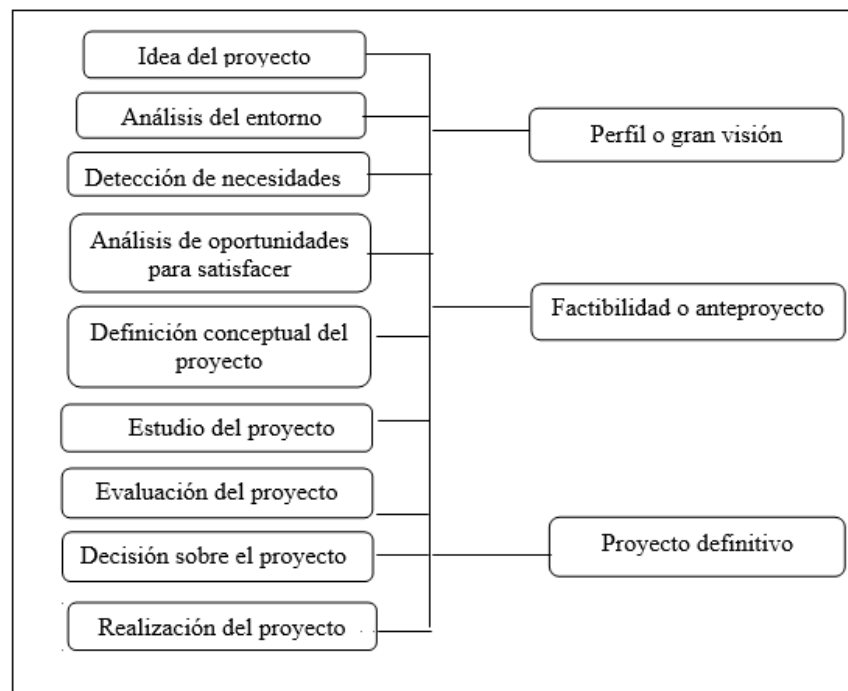 Idea del proyecto
Análisis del entorno
Detección de necesidades
Análisis de oportunidades
para satisfacer
Definición conceptual del
proyecto
Estudio del proyecto
Evaluación del proyecto
Decisión sobre el proyecto
Realización del proyecto
Perfil o gran visión
Factibilidad o anteproyecto
Proyecto definitivo